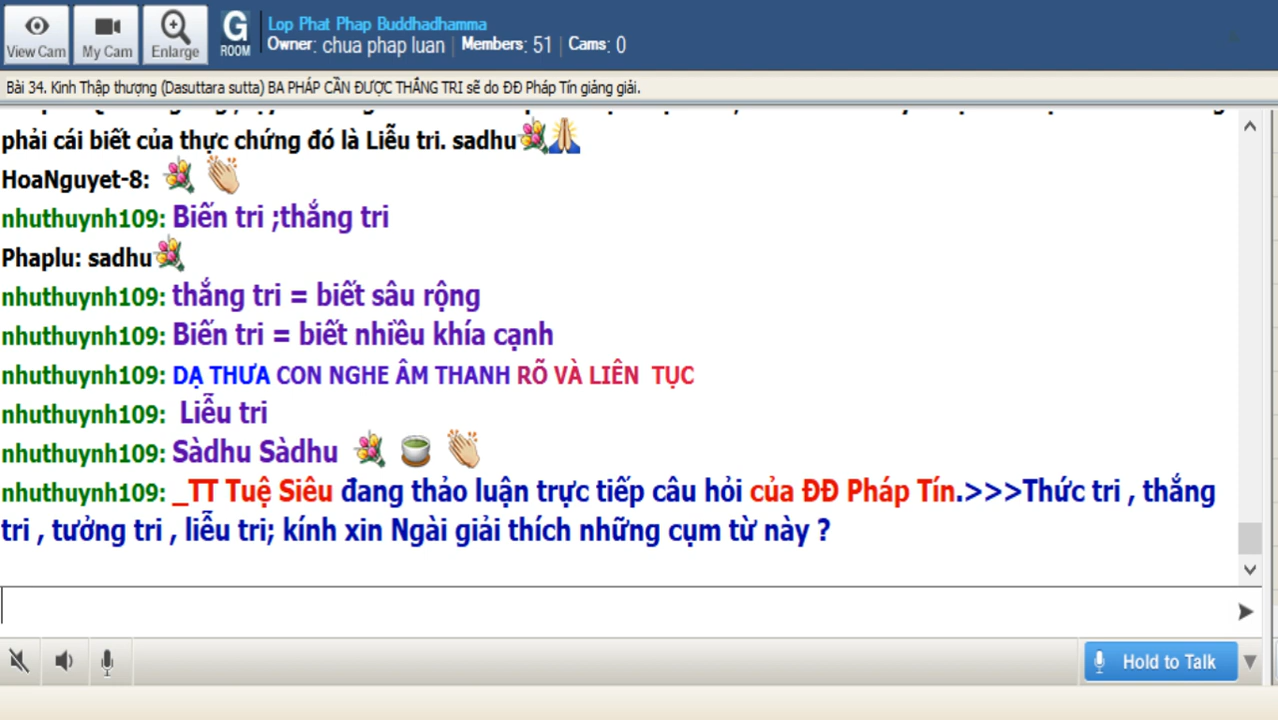 View Cam
My Cam
Enlarge
G
ROOM
Lop Phat Phap Buddhadhamma
Owner: chua phap luan | Members: 51 | Cams: 0
Bài 34. Kinh Thập thượng (Dasuttara sutta) BA PHÁP CẦN ĐƯỢC THẮNG TRI sẽ do ĐĐ Pháp Tín giảng giải.
phải cái biết của thực chứng đó là Liễu tri. sadhu
HoaNguyet-8:
nhuthuynh109: Biến tri ;thắng tri
Phaplu: sadhu
nhuthuynh109: thắng tri = biết sâu rộng
nhuthuynh109: Biến tri = biết nhiều khía cạnh
nhuthuynh109: DẠ THƯA CON NGHE ÂM THANH RÕ VÀ LIÊN TỤC
nhuthuynh109: Liễu tri
nhuthuynh109: Sàdhu Sàdhu
nhuthuynh109: _TT Tuệ Siêu đang thảo luận trực tiếp câu hỏi của ĐĐ Pháp Tín.>>>Thức tri , thắng
tri , tưởng tri , liễu tri; kính xin Ngài giải thích những cụm từ này ?
Hold to Talk